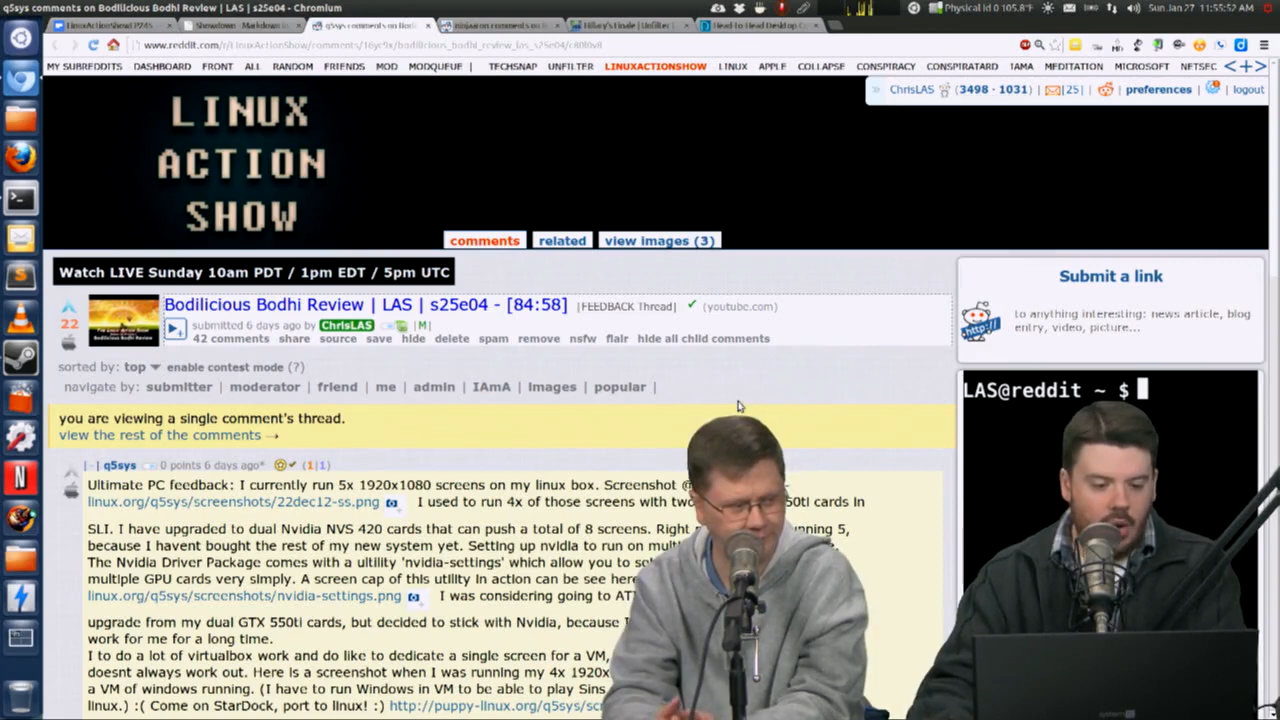 q5sys comments on Bodilicious Bodhi Review | LAS | s25e04 - Chromium
Physical id 0 105.8°F
Sun.Jan 27 11:55:52 AM
Showdown
Hillary's Finale | Unfilter |
Head to Head Desktop
www.reddit.com/r/LinuxActionShow/comments/
MY SUBREDDITS DASHBOARD FRONT ALL RANDOM FRIENDS MOD MODQUEUE | TECHSNAP UNFILTER LINUXACTIONSHOW LINUX APPLE COLLAPSE CONSPIRACY CONSPIRATARD IAMA MEDITATION MICROSOFT NETSEC
ChrisLAS (3498 · 1031) | 25 | preferences | logout
LINUX
ACTION
SHOW
comments related view images (3)
Watch LIVE Sunday 10am PDT / 1pm EDT / 5pm UTC
Submit a link
to anything interesting: news article, blog
entry, video, picture...
22
Bodilicious Bodhi Review | LAS | s25e04 - [84:58] |FEEDBACK Thread| ✔ (youtube.com)
submitted 6 days ago by ChrisLAS |M|
42 comments share source save hide delete spam remove nsfw flair hide all child comments
sorted by: top enable contest mode (?)
navigate by: submitter | moderator | friend | me | admin | IAmA | images | popular |
LAS@reddit ~ $
you are viewing a single comment's thread.
view the rest of the comments →
[-] q5sys 0 points 6 days ago* (1|1)
Ultimate PC feedback: I currently run 5x 1920x1080 screens on my linux box. Screenshot @
linux.org/q5sys/screenshots/22dec12-ss.png I used to run 4x of those screens with two 50ti cards in
SLI. I have upgraded to dual Nvidia NVS 420 cards that can push a total of 8 screens. Right running 5,
because I havent bought the rest of my new system yet. Setting up nvidia to run on
The Nvidia Driver Package comes with a ultility 'nvidia-settings' which allow you to
multiple GPU cards very simply. A screen cap of this utility in action can be see here
linux.org/q5sys/screenshots/nvidia-settings.png I was considering going to
upgrade from my dual GTX 550ti cards, but decided to stick with Nvidia, because
work for me for a long time.
I to do a lot of virtualbox work and do like to dedicate a single screen for a VM,
doesnt always work out. Here is a screenshot when I was running my 4x
a VM of windows running. (I have to run Windows in VM to be able to play Sins
linux.) :( Come on StarDock, port to linux! :) http://puppy-linux.org/q5sys/